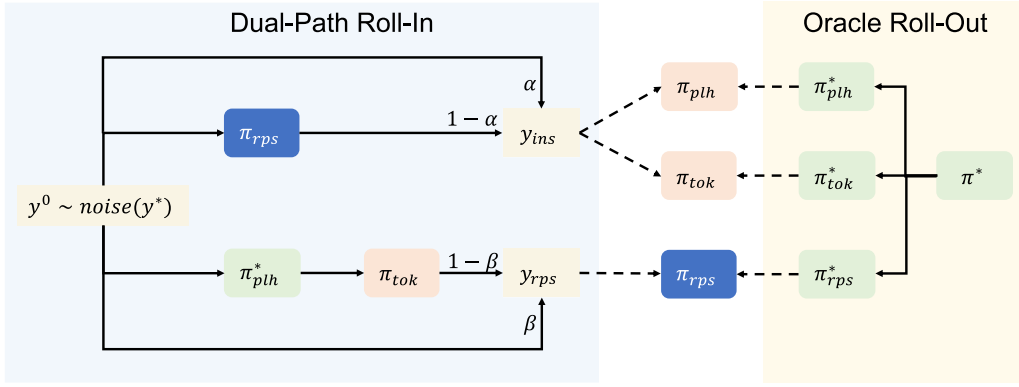 Dual-Path Roll-In
Oracle Roll-Out
α
π_plh
π*_plh
π_rps
1 − α
y_ins
π_tok
π*_tok
π*
y⁰ ~ noise(y*)
π*_plh
π_tok
1 − β
y_rps
π_rps
π*_rps
β